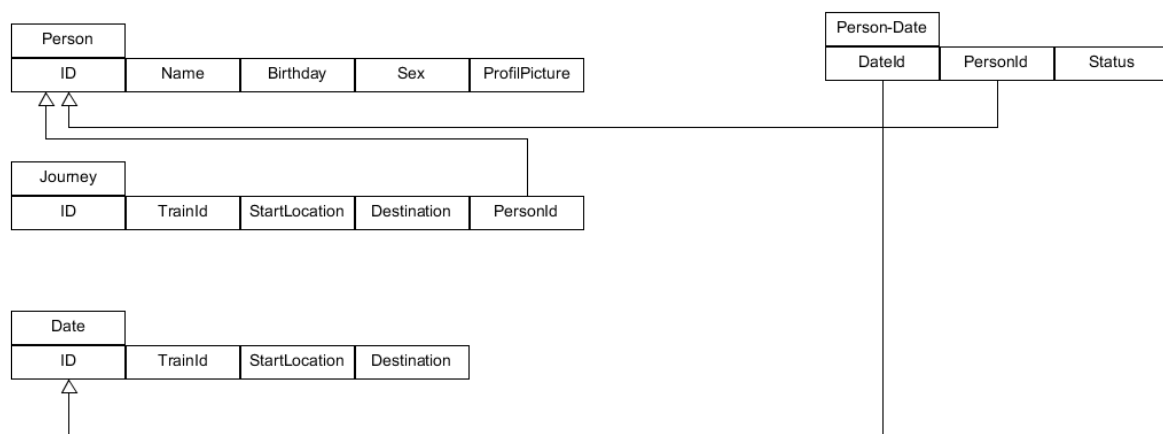 Person
ID Name Birthday Sex ProfilPicture
Person-Date
DateId PersonId Status
Journey
ID TrainId StartLocation Destination PersonId
Date
ID TrainId StartLocation Destination